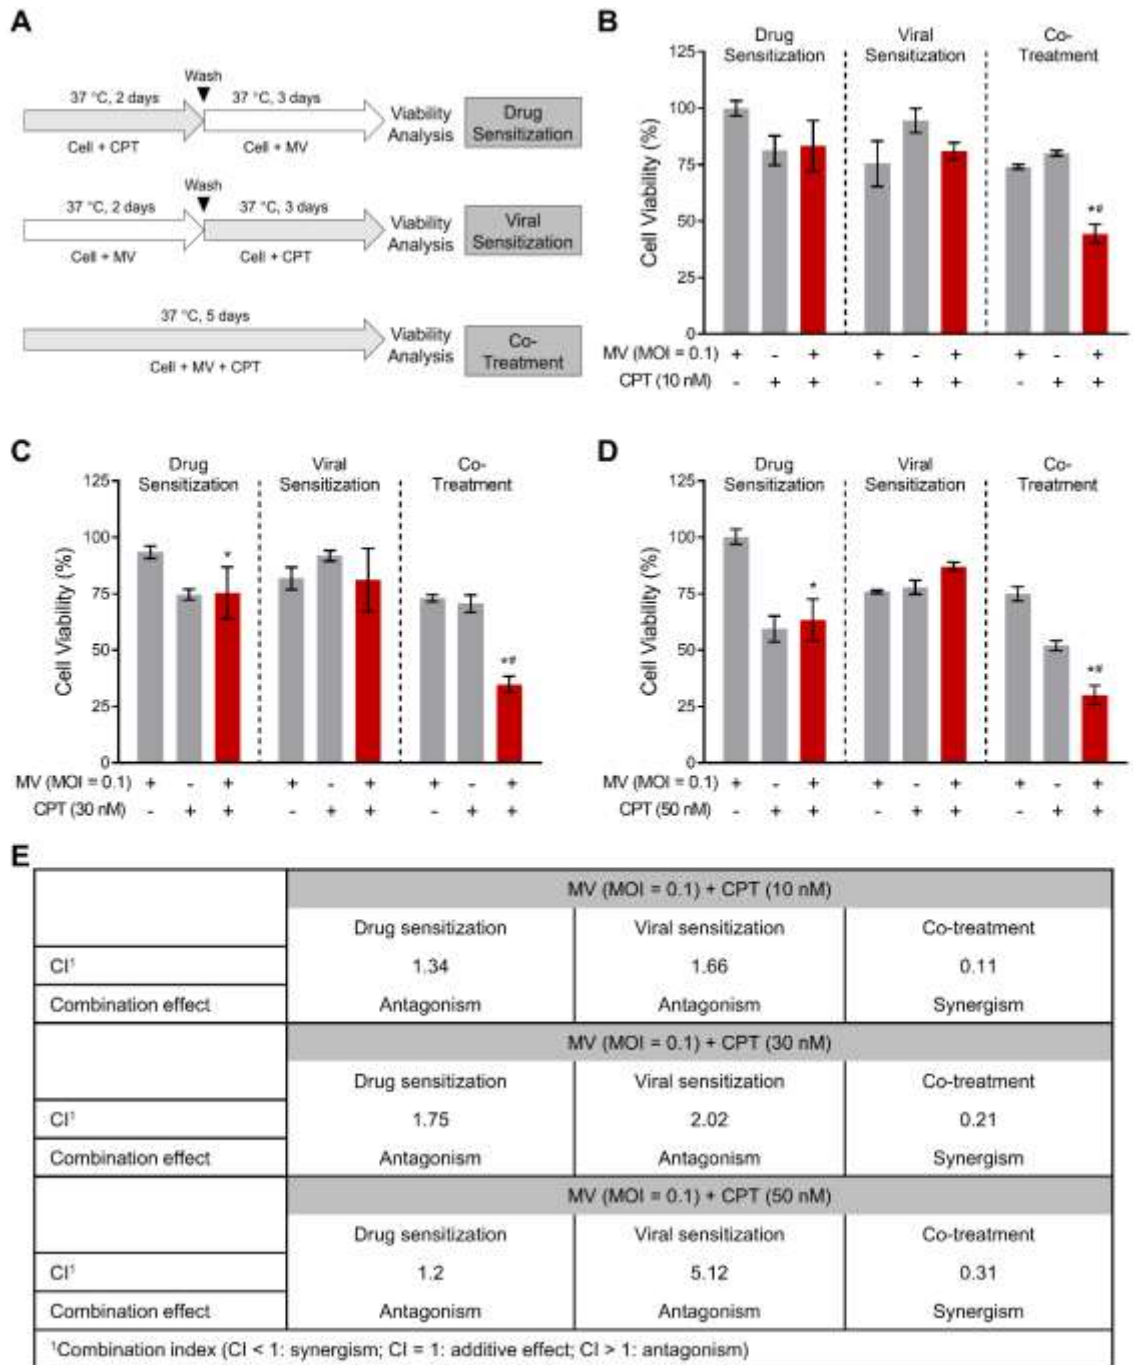 A
Wash
37 °C, 2 days 37 °C, 3 days
Cell + CPT Cell + MV
Viability Analysis
Drug Sensitization
Wash
37 °C, 2 days 37 °C, 3 days
Cell + MV Cell + CPT
Viability Analysis
Viral Sensitization
37 °C, 5 days
Cell + MV + CPT
Viability Analysis
Co-Treatment
B
Drug Sensitization
Viral Sensitization
Co-Treatment
Cell Viability (%)
125
100
75
50
25
0
*#
MV (MOI = 0.1) + - + + - + + - +
CPT (10 nM) - + + - + + - + +
C
Drug Sensitization
Viral Sensitization
Co-Treatment
Cell Viability (%)
125
100
75
50
25
0
*
*#
MV (MOI = 0.1) + - + + - + + - +
CPT (30 nM) - + + - + + - + +
D
Drug Sensitization
Viral Sensitization
Co-Treatment
Cell Viability (%)
125
100
75
50
25
0
*
*#
MV (MOI = 0.1) + - + + - + + - +
CPT (50 nM) - + + - + + - + +
E
MV (MOI = 0.1) + CPT (10 nM)
Drug sensitization Viral sensitization Co-treatment
CI¹ 1.34 1.66 0.11
Combination effect Antagonism Antagonism Synergism
MV (MOI = 0.1) + CPT (30 nM)
Drug sensitization Viral sensitization Co-treatment
CI¹ 1.75 2.02 0.21
Combination effect Antagonism Antagonism Synergism
MV (MOI = 0.1) + CPT (50 nM)
Drug sensitization Viral sensitization Co-treatment
CI¹ 1.2 5.12 0.31
Combination effect Antagonism Antagonism Synergism
¹Combination index (CI < 1: synergism; CI = 1: additive effect; CI > 1: antagonism)